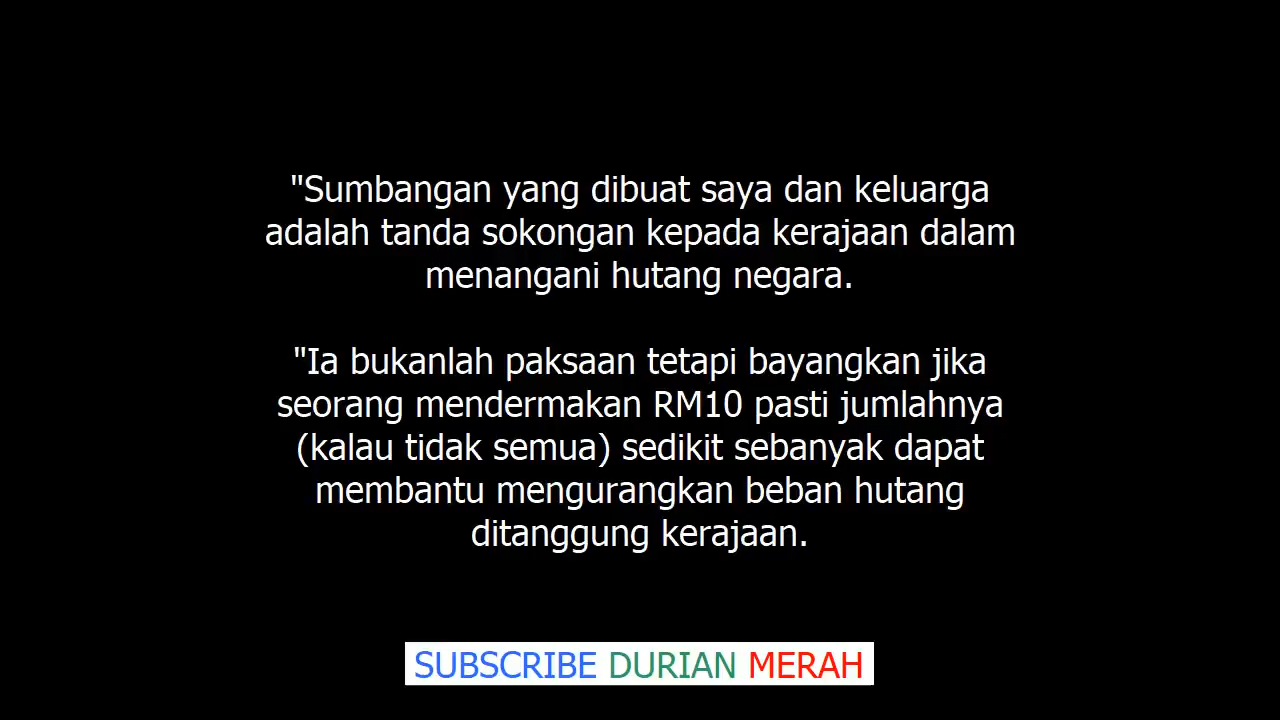 "Sumbangan yang dibuat saya dan keluarga
adalah tanda sokongan kepada kerajaan dalam
menangani hutang negara.
"Ia bukanlah paksaan tetapi bayangkan jika
seorang mendermakan RM10 pasti jumlahnya
(kalau tidak semua) sedikit sebanyak dapat
membantu mengurangkan beban hutang
ditanggung kerajaan.
SUBSCRIBE DURIAN MERAH